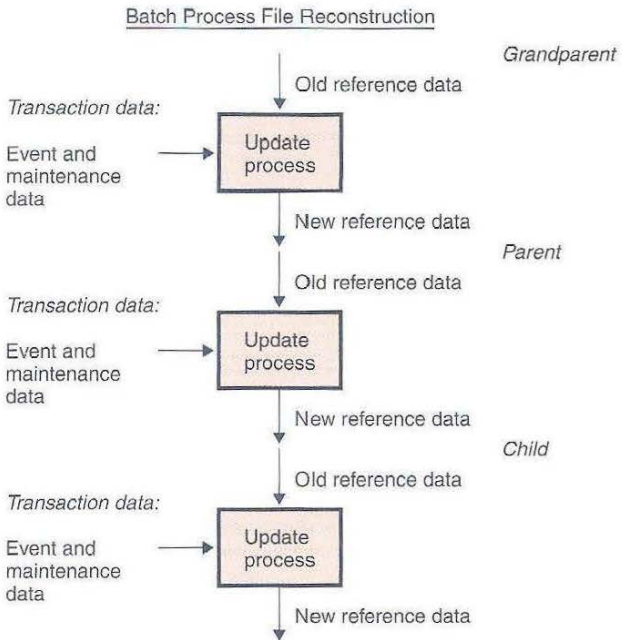 Batch Process File Reconstruction
Grandparent
Old reference data
Transaction data:
Event and
maintenance
data
Update
process
New reference data
Parent
Old reference data
Transaction data:
Event and
maintenance
data
Update
process
New reference data
Child
Old reference data
Transaction data:
Event and
maintenance
data
Update
process
New reference data